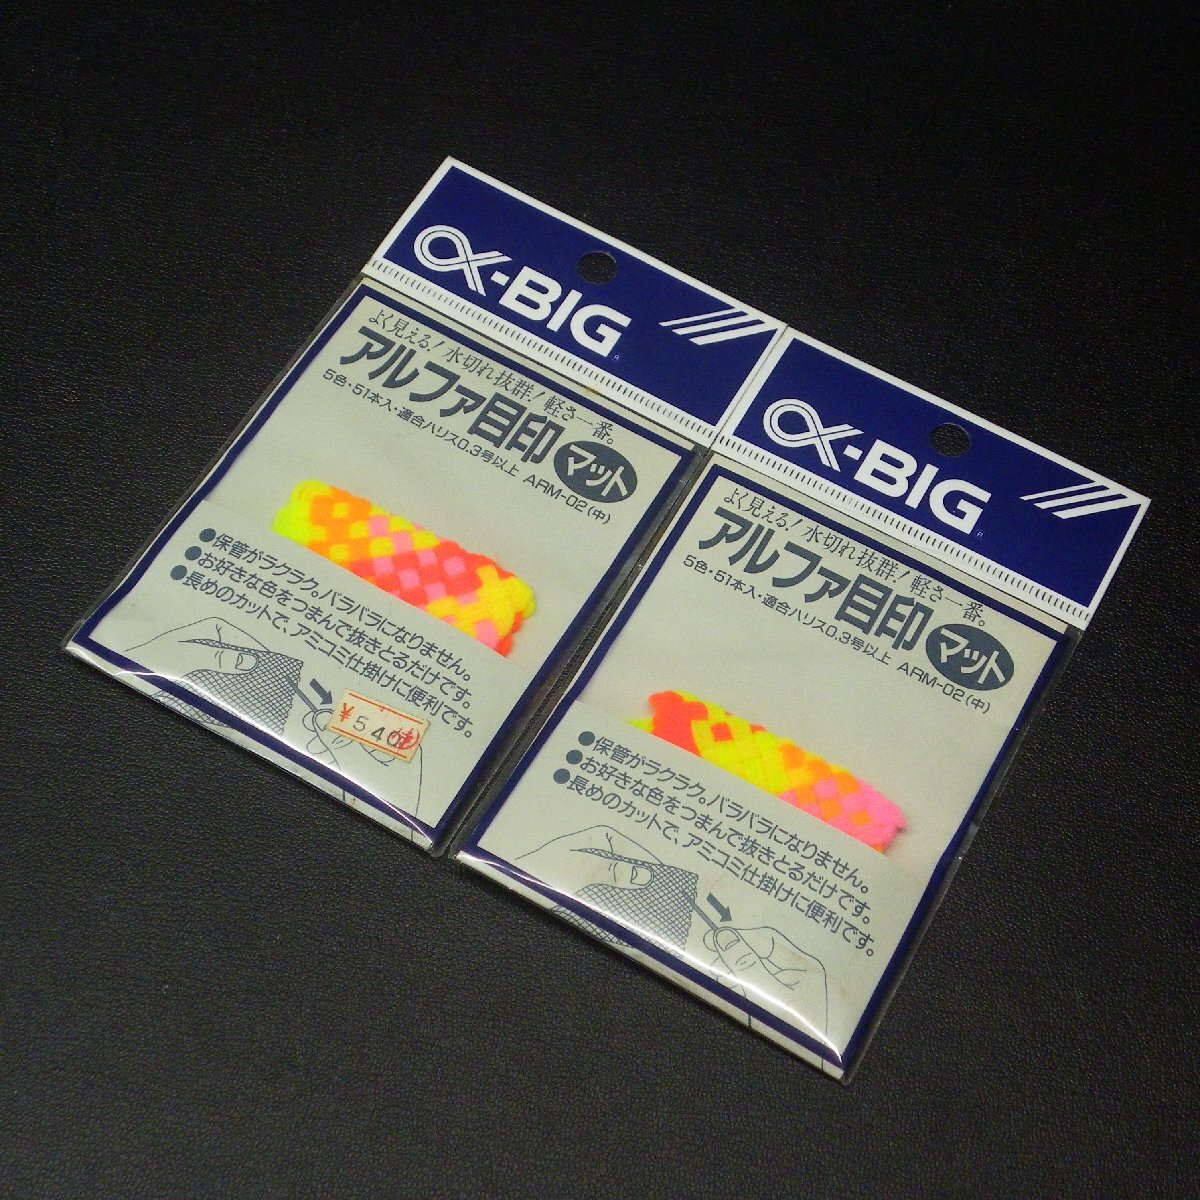 α-BIG
よく見える!水切れ抜群!軽さ一番。
アルファ目印 マット
5色・51本入・適合ハリス0.3号以上 ARM-02(中)
●保管がラクラク。バラバラになりません。
●お好きな色をつまんで抜きとるだけです。
●長めのカットで、アミコミ仕掛けに便利です。
¥540
α-BIG
よく見える!水切れ抜群!軽さ一番。
アルファ目印 マット
5色・51本入・適合ハリス0.3号以上 ARM-02(中)
●保管がラクラク。バラバラになりません。
●お好きな色をつまんで抜きとるだけです。
●長めのカットで、アミコミ仕掛けに便利です。